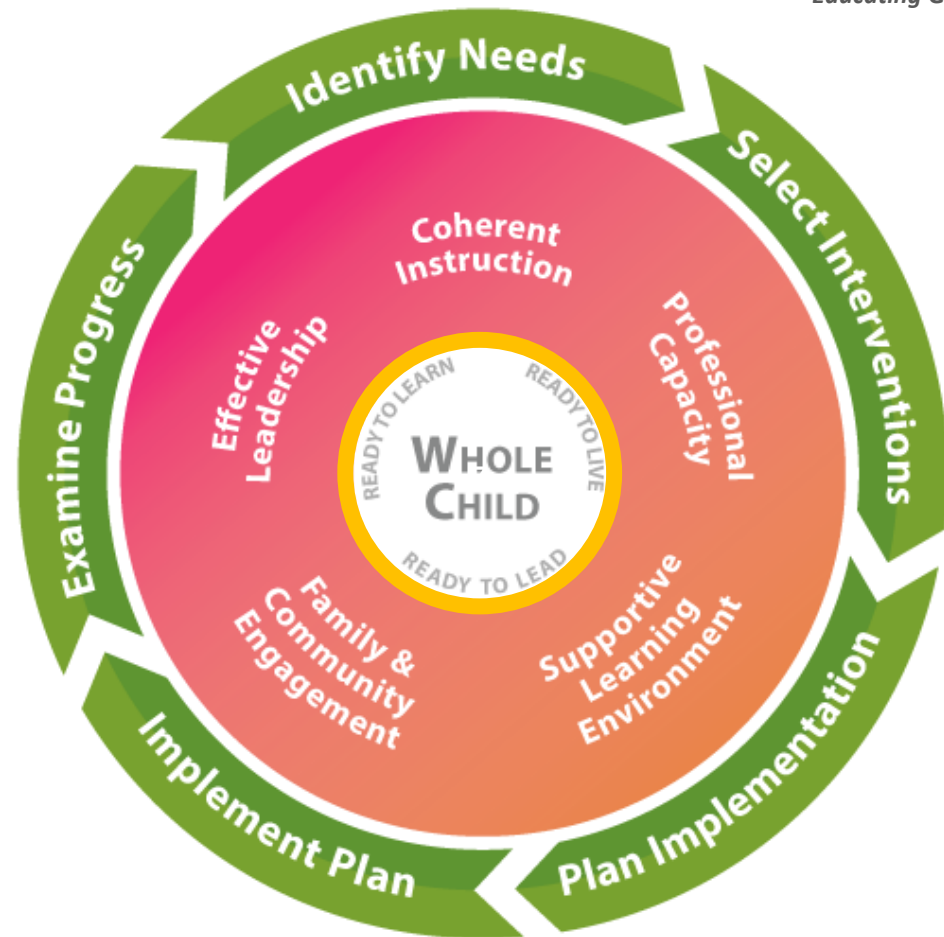 Educating G
Identify Needs
Select Interventions
Plan Implementation
Implement Plan
Examine Progress
Coherent
Instruction
Professional
Capacity
Supportive
Learning
Environment
Family &
Community
Engagement
Effective
Leadership
READY TO LEARN
READY TO LIVE
READY TO LEAD
WHOLE
CHILD